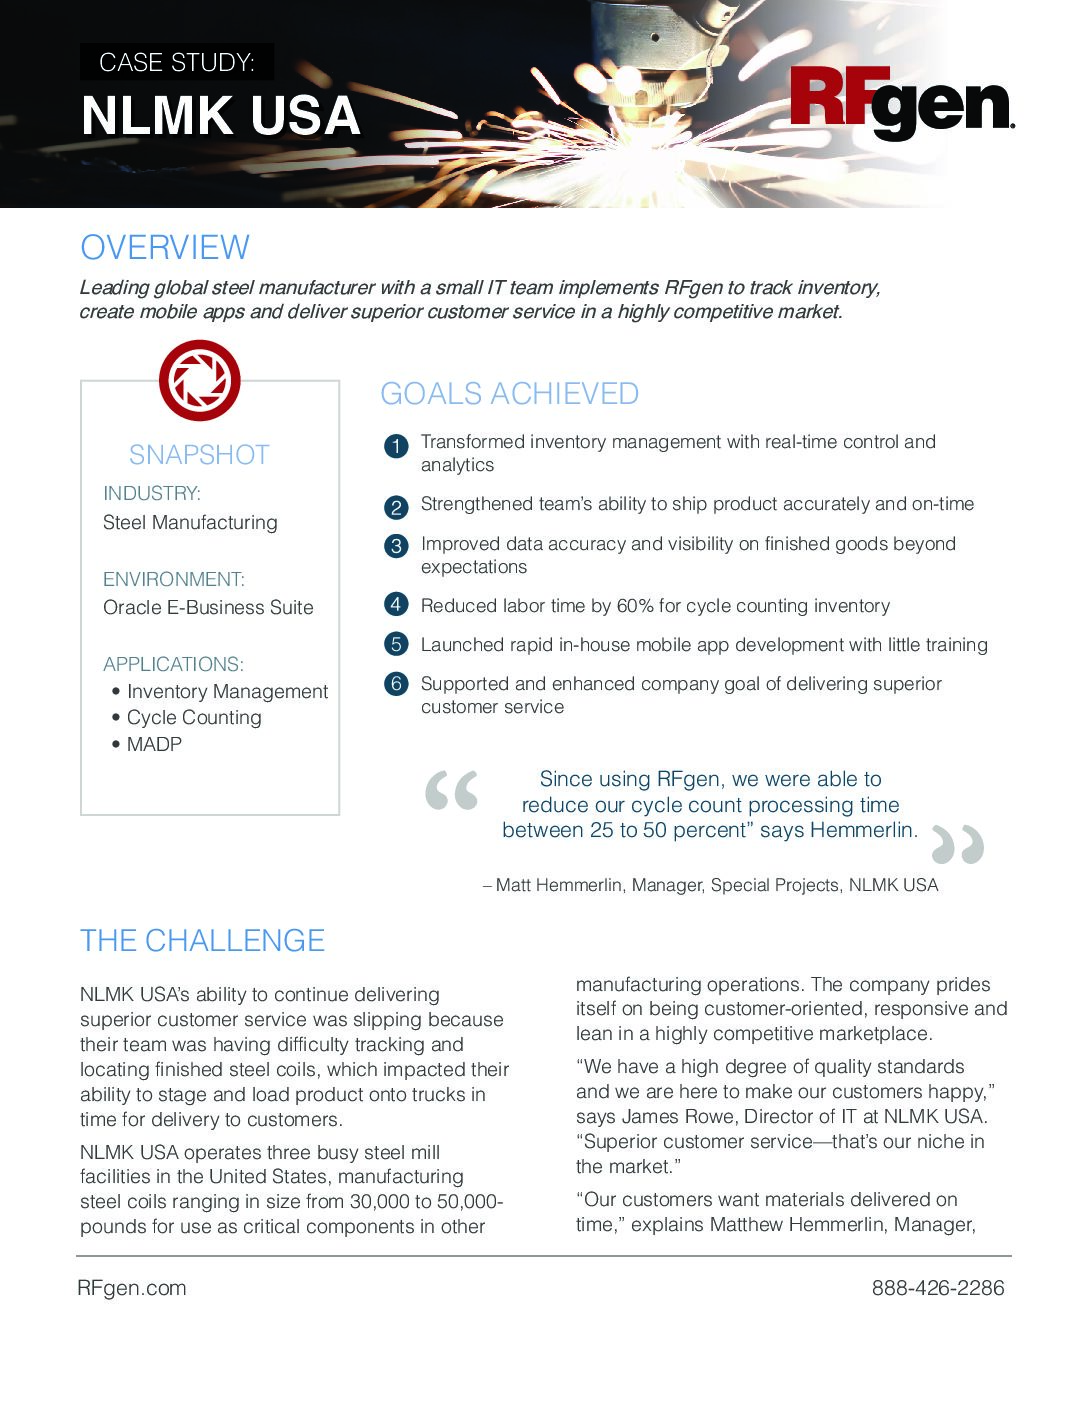 CASE STUDY:
NLMK USA
RFgen.
OVERVIEW
Leading global steel manufacturer with a small IT team implements RFgen to track inventory,
create mobile apps and deliver superior customer service in a highly competitive market.
SNAPSHOT
INDUSTRY:
Steel Manufacturing
ENVIRONMENT:
Oracle E-Business Suite
APPLICATIONS:
• Inventory Management
• Cycle Counting
• MADP
GOALS ACHIEVED
1 Transformed inventory management with real-time control and
analytics
2 Strengthened team's ability to ship product accurately and on-time
3 Improved data accuracy and visibility on finished goods beyond
expectations
4 Reduced labor time by 60% for cycle counting inventory
5 Launched rapid in-house mobile app development with little training
6 Supported and enhanced company goal of delivering superior
customer service
“ Since using RFgen, we were able to
reduce our cycle count processing time
between 25 to 50 percent” says Hemmerlin. ”
– Matt Hemmerlin, Manager, Special Projects, NLMK USA
THE CHALLENGE
NLMK USA's ability to continue delivering
superior customer service was slipping because
their team was having difficulty tracking and
locating finished steel coils, which impacted their
ability to stage and load product onto trucks in
time for delivery to customers.
NLMK USA operates three busy steel mill
facilities in the United States, manufacturing
steel coils ranging in size from 30,000 to 50,000-
pounds for use as critical components in other
manufacturing operations. The company prides
itself on being customer-oriented, responsive and
lean in a highly competitive marketplace.
“We have a high degree of quality standards
and we are here to make our customers happy,”
says James Rowe, Director of IT at NLMK USA.
“Superior customer service—that's our niche in
the market.”
“Our customers want materials delivered on
time,” explains Matthew Hemmerlin, Manager,
RFgen.com
888-426-2286